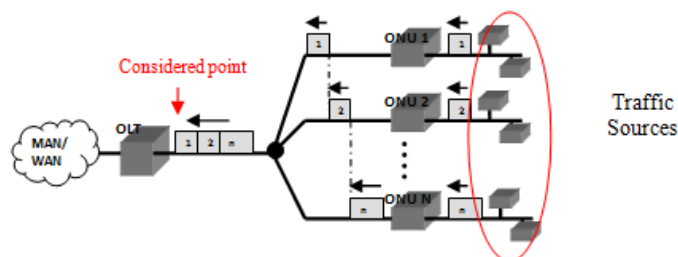 1
ONU 1
1
Considered point
2
ONU 2
2
Traffic
Sources
OLT
MAN/
WAN
1 2 n
ONU N
n
n